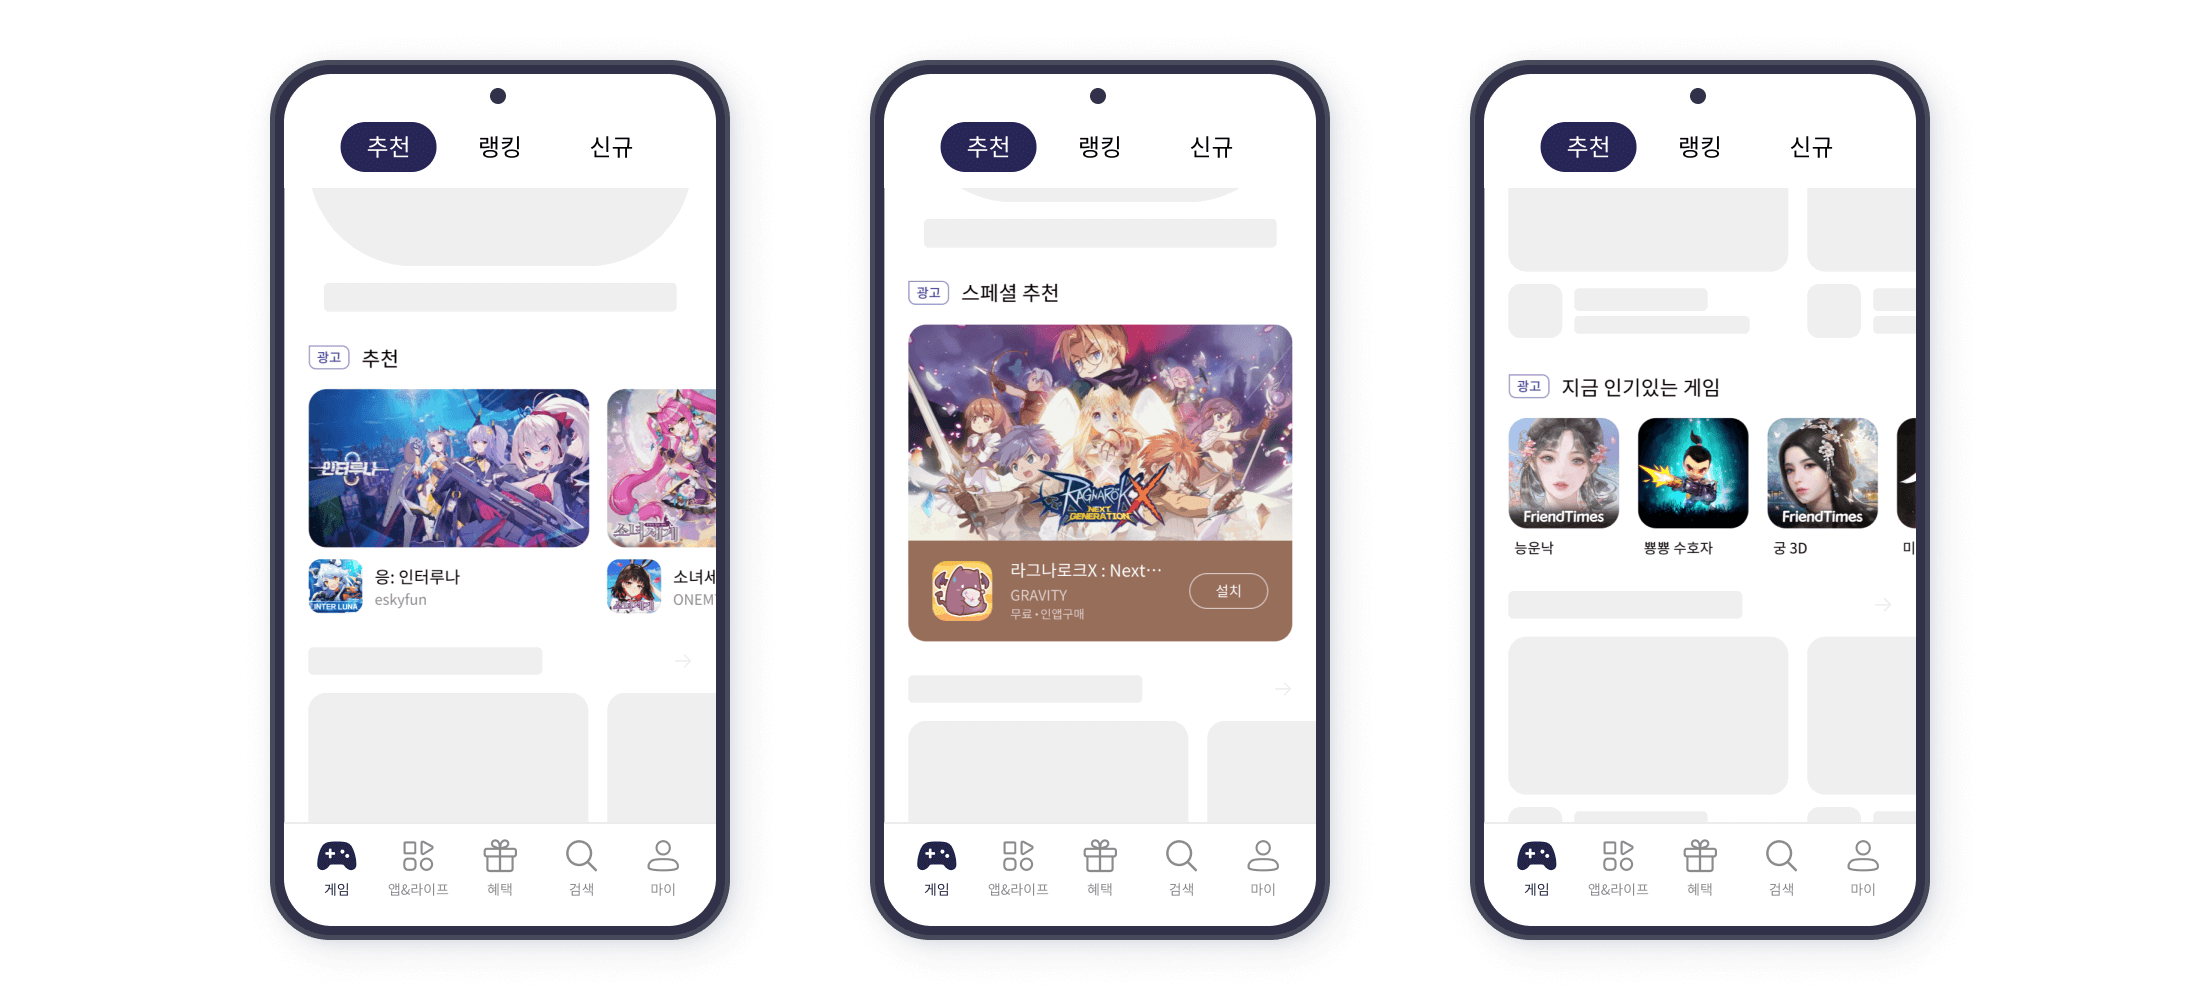 추천 랭킹 신규
광고 추천
인터루나
소녀세계
INTER LUNA
응: 인터루나
eskyfun
소녀세
ONEMT
게임 앱&라이프 혜택 검색 마이
추천 랭킹 신규
광고 스페셜 추천
RAGNARÖK X
NEXT
GENERATION
라그나로크X : Next···
GRAVITY
무료 • 인앱구매
설치
게임 앱&라이프 혜택 검색 마이
추천 랭킹 신규
광고 지금 인기있는 게임
FriendTimes
FriendTimes
능운낙 뿅뿅 수호자 궁 3D 미
게임 앱&라이프 혜택 검색 마이